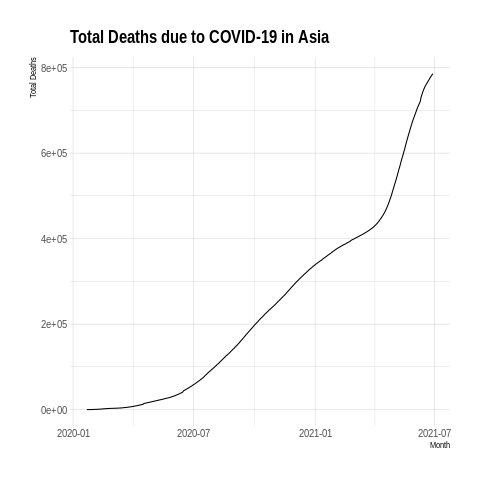 Total Deaths due to COVID-19 in Asia
Total Deaths
8e+05
6e+05
4e+05
2e+05
0e+00
2020-01 2020-07 2021-01 2021-07
Month